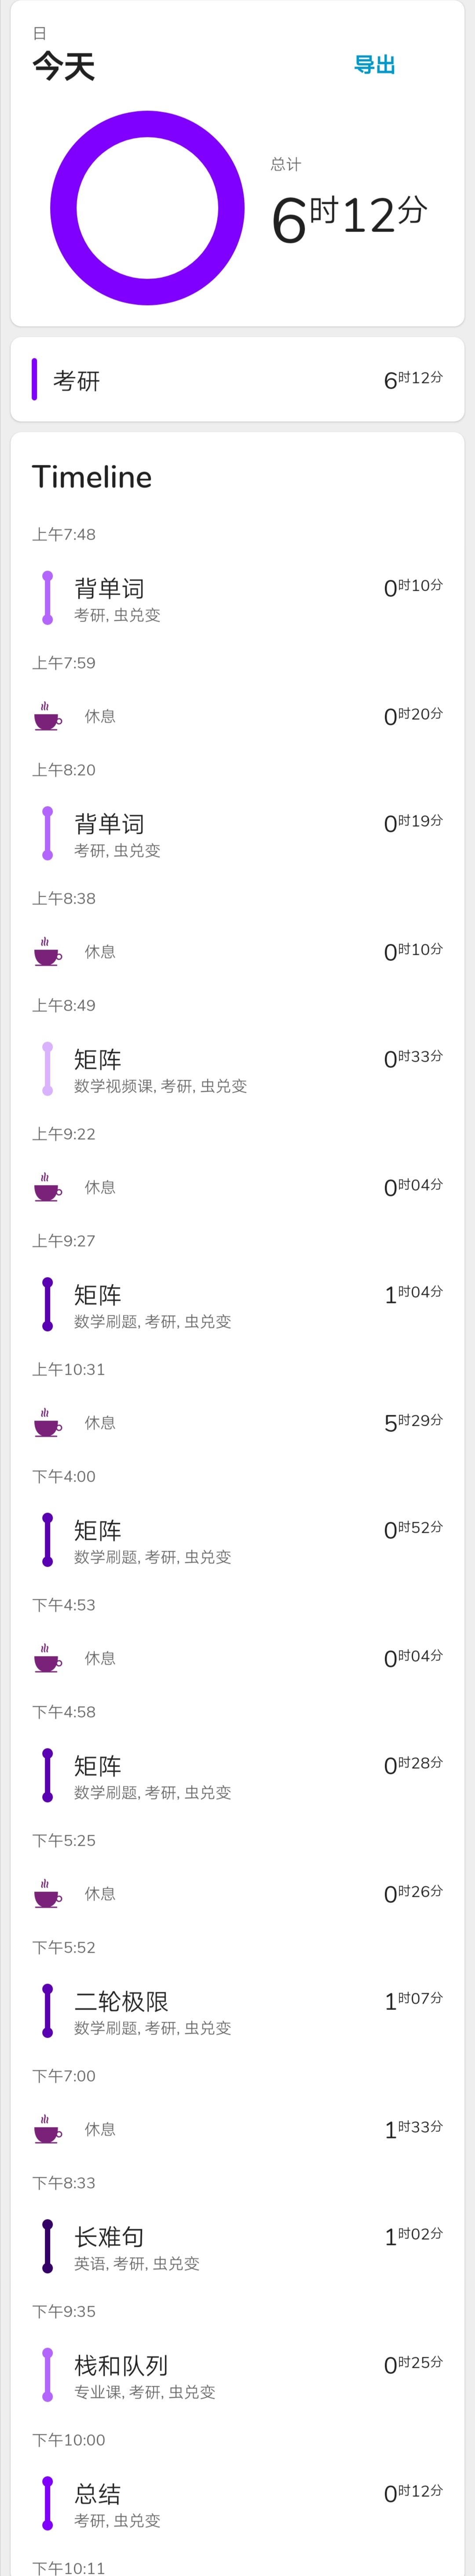 日
今天
导出
总计
6时12分
考研
6时12分
Timeline
上午7:48
背单词
0时10分
考研, 虫兑变
上午7:59
休息
0时20分
上午8:20
背单词
0时19分
考研, 虫兑变
上午8:38
休息
0时10分
上午8:49
矩阵
0时33分
数学视频课, 考研, 虫兑变
上午9:22
休息
0时04分
上午9:27
矩阵
1时04分
数学刷题, 考研, 虫兑变
上午10:31
休息
5时29分
下午4:00
矩阵
0时52分
数学刷题, 考研, 虫兑变
下午4:53
休息
0时04分
下午4:58
矩阵
0时28分
数学刷题, 考研, 虫兑变
下午5:25
休息
0时26分
下午5:52
二轮极限
1时07分
数学刷题, 考研, 虫兑变
下午7:00
休息
1时33分
下午8:33
长难句
1时02分
英语, 考研, 虫兑变
下午9:35
栈和队列
0时25分
专业课, 考研, 虫兑变
下午10:00
总结
0时12分
考研, 虫兑变
下午10:11